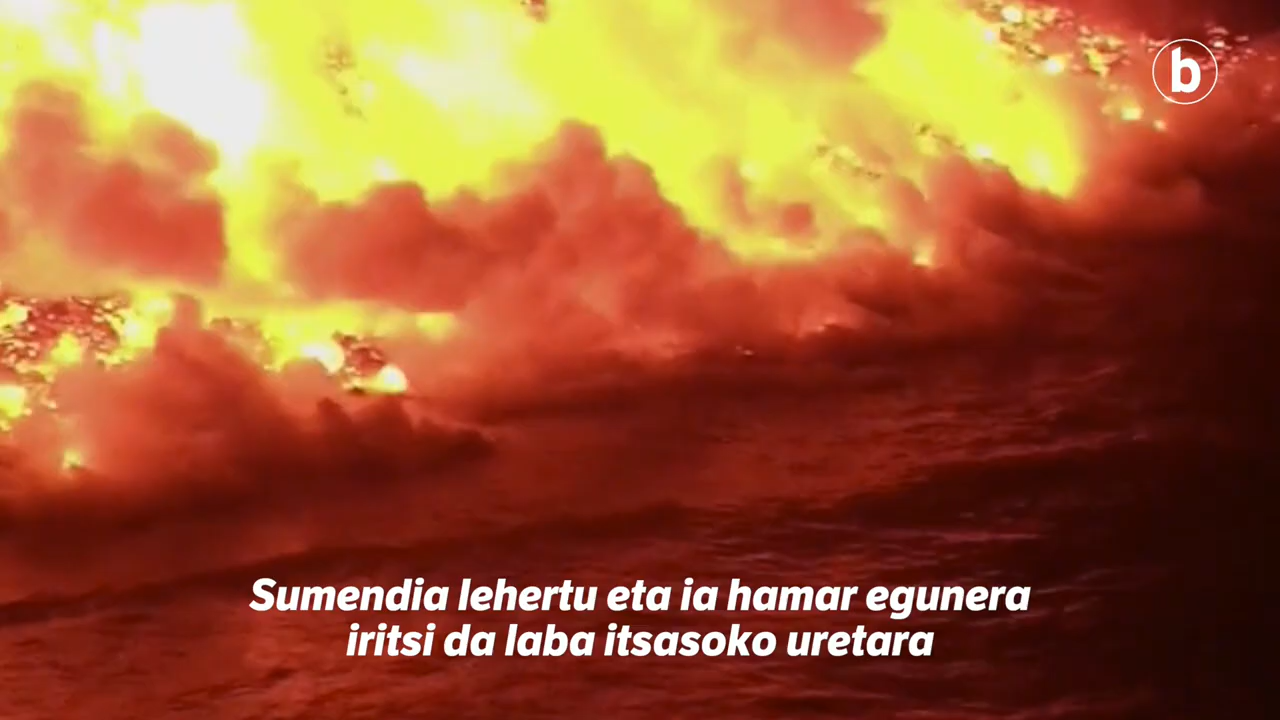 b
Sumendia lehertu eta ia hamar egunera
iritsi da laba itsasoko uretara